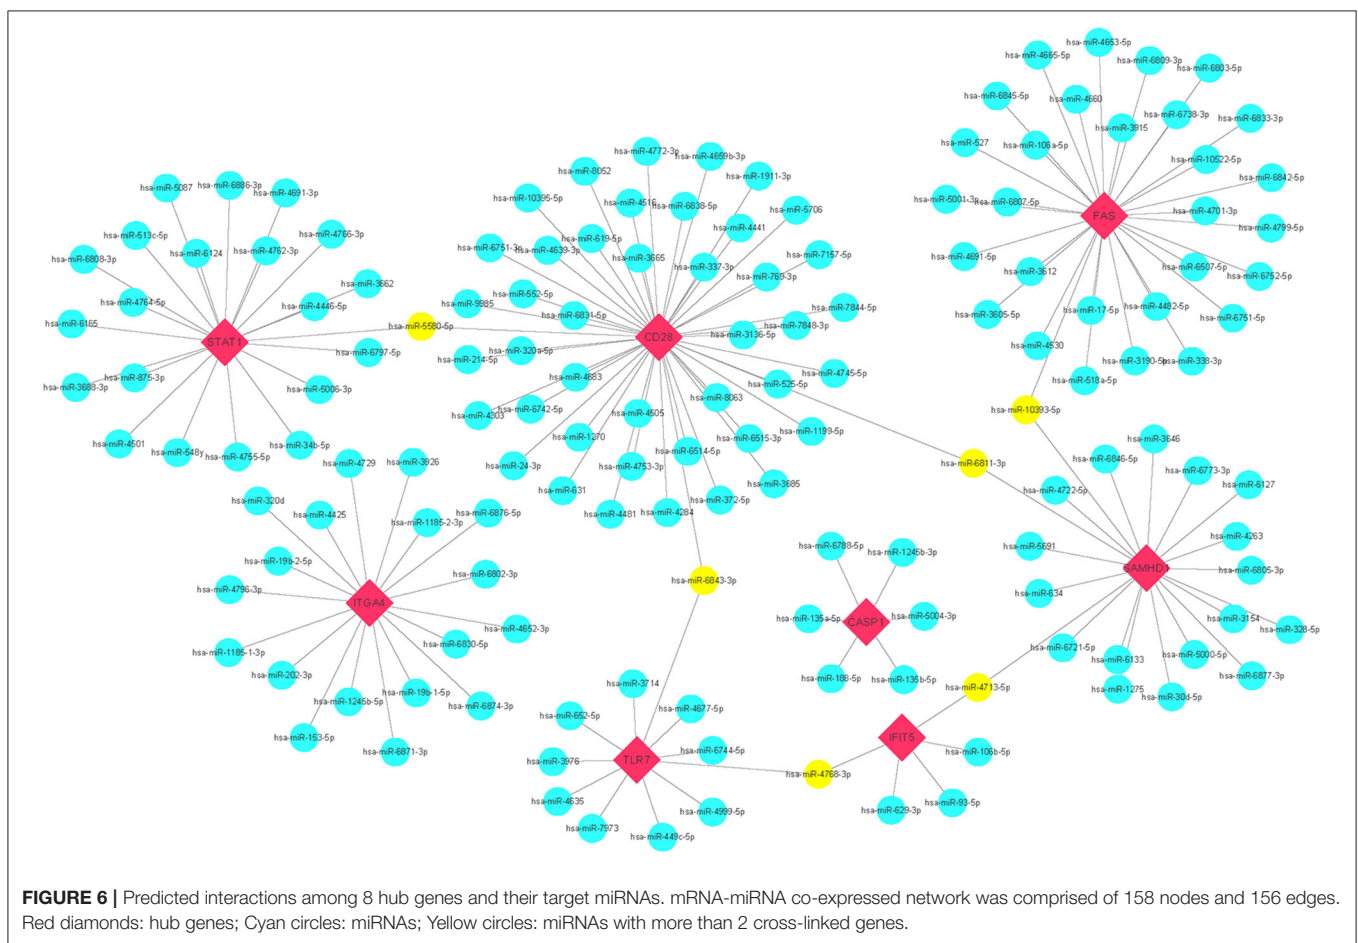 hsa-miR-4653-5p
hsa-miR-4665-5p
hsa-miR-6809-3p
hsa-miR-6803-5p
hsa-miR-6845-5p
hsa-miR-4660
hsa-miR-6738-3p
hsa-miR-6833-3p
hsa-miR-3915
hsa-miR-527
hsa-miR-106a-5p
hsa-miR-10522-5p
hsa-miR-6842-5p
hsa-miR-5001-3p
hsa-miR-6807-5p
FAS
hsa-miR-4701-3p
hsa-miR-4799-5p
hsa-miR-4691-5p
hsa-miR-3612
hsa-miR-6507-5p
hsa-miR-6752-5p
hsa-miR-3605-5p
hsa-miR-17-5p
hsa-miR-4482-5p
hsa-miR-6751-5p
hsa-miR-4530
hsa-miR-3190-5p
hsa-miR-338-3p
hsa-miR-518a-5p
hsa-miR-10393-5p
hsa-miR-4772-3p
hsa-miR-4659b-3p
hsa-miR-8052
hsa-miR-1911-3p
hsa-miR-10395-5p
hsa-miR-4516
hsa-miR-6838-5p
hsa-miR-5706
hsa-miR-619-5p
hsa-miR-4441
hsa-miR-6751-3p
hsa-miR-4639-3p
hsa-miR-3665
hsa-miR-337-3p
hsa-miR-7157-5p
hsa-miR-769-3p
hsa-miR-9985
hsa-miR-552-5p
hsa-miR-6831-5p
hsa-miR-7844-5p
hsa-miR-7848-3p
CD28
hsa-miR-3136-5p
hsa-miR-214-5p
hsa-miR-320a-5p
hsa-miR-4683
hsa-miR-4745-5p
hsa-miR-525-5p
hsa-miR-4303
hsa-miR-6742-5p
hsa-miR-4505
hsa-miR-8063
hsa-miR-1270
hsa-miR-6515-3p
hsa-miR-1199-5p
hsa-miR-24-3p
hsa-miR-4753-3p
hsa-miR-6514-5p
hsa-miR-631
hsa-miR-3685
hsa-miR-4481
hsa-miR-4284
hsa-miR-372-5p
hsa-miR-5087
hsa-miR-6886-3p
hsa-miR-4691-3p
hsa-miR-513c-5p
hsa-miR-6124
hsa-miR-4762-3p
hsa-miR-4766-3p
hsa-miR-6808-3p
hsa-miR-3662
hsa-miR-4764-5p
hsa-miR-4446-5p
hsa-miR-6165
hsa-miR-5580-5p
STAT1
hsa-miR-6797-5p
hsa-miR-3688-3p
hsa-miR-875-3p
hsa-miR-5006-3p
hsa-miR-4501
hsa-miR-548y
hsa-miR-4755-5p
hsa-miR-34b-5p
hsa-miR-4729
hsa-miR-3926
hsa-miR-320d
hsa-miR-4425
hsa-miR-1185-2-3p
hsa-miR-6876-5p
hsa-miR-19b-2-5p
hsa-miR-6802-3p
hsa-miR-4796-3p
ITGA4
hsa-miR-4652-3p
hsa-miR-6830-5p
hsa-miR-1185-1-3p
hsa-miR-202-3p
hsa-miR-19b-1-5p
hsa-miR-1245b-5p
hsa-miR-6874-3p
hsa-miR-153-5p
hsa-miR-6871-3p
hsa-miR-6811-3p
hsa-miR-3646
hsa-miR-6846-5p
hsa-miR-6773-3p
hsa-miR-4722-5p
hsa-miR-6127
hsa-miR-5691
hsa-miR-4263
SAMHD1
hsa-miR-6805-3p
hsa-miR-634
hsa-miR-3154
hsa-miR-328-5p
hsa-miR-6721-5p
hsa-miR-6133
hsa-miR-5000-5p
hsa-miR-6877-3p
hsa-miR-1275
hsa-miR-30d-5p
hsa-miR-4713-5p
hsa-miR-6843-3p
hsa-miR-6788-5p
hsa-miR-1245b-3p
hsa-miR-135a-5p
CASP1
hsa-miR-5004-3p
hsa-miR-188-5p
hsa-miR-135b-5p
hsa-miR-3714
hsa-miR-652-5p
hsa-miR-4677-5p
hsa-miR-3976
TLR7
hsa-miR-6744-5p
hsa-miR-4768-3p
hsa-miR-4635
hsa-miR-4999-5p
hsa-miR-7973
hsa-miR-449c-5p
IFIT5
hsa-miR-106b-5p
hsa-miR-629-3p
hsa-miR-93-5p
FIGURE 6 | Predicted interactions among 8 hub genes and their target miRNAs. mRNA-miRNA co-expressed network was comprised of 158 nodes and 156 edges.
Red diamonds: hub genes; Cyan circles: miRNAs; Yellow circles: miRNAs with more than 2 cross-linked genes.